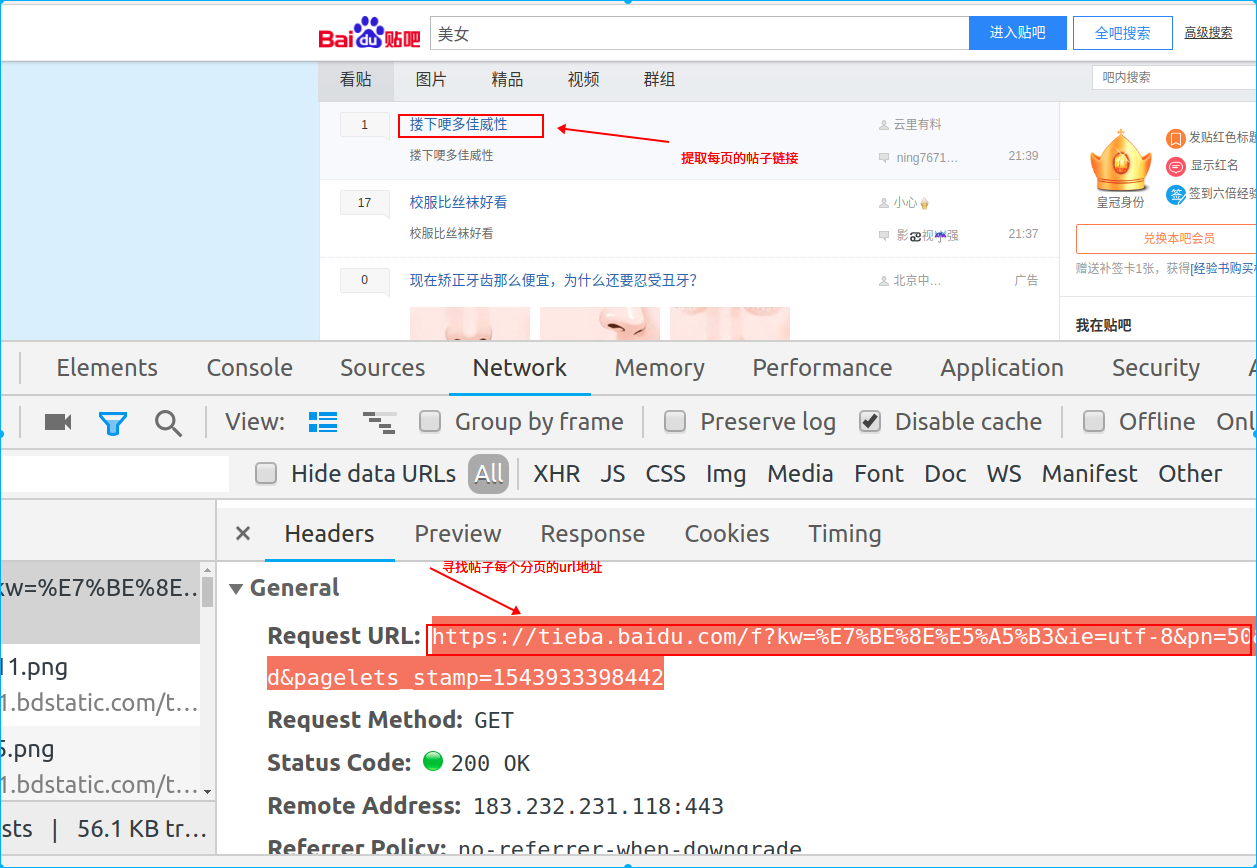 Bai du 贴吧 美女 进入贴吧 全吧搜索 高级搜索
看贴 图片 精品 视频 群组 吧内搜索
1 搂下哽多佳威性 云里有料
提取每页的帖子链接
搂下哽多佳威性 ning7671... 21:39
17 校服比丝袜好看 小心
校服比丝袜好看 21:37
0 现在矫正牙齿那么便宜，为什么还要忍受丑牙？ 北京中... 广告
发贴红色标题
显示红名
签 签到六倍经验
皇冠身份
兑换本吧会员
赠送补签卡1张，获得[经验书购买
我在贴吧
Elements Console Sources Network Memory Performance Application Security
View: Group by frame Preserve log Disable cache Offline Onl
Hide data URLs All XHR JS CSS Img Media Font Doc WS Manifest Other
Headers Preview Response Cookies Timing
寻找帖子每个分页的url地址
kw=%E7%BE%8E... General
Request URL: https://tieba.baidu.com/f?kw=%E7%BE%8E%E5%A5%B3&ie=utf-8&pn=50&
d&pagelets_stamp=1543933398442
11.png
1.bdstatic.com/t...
Request Method: GET
5.png
Status Code: 200 OK
1.bdstatic.com/t...
Remote Address: 183.232.231.118:443
sts | 56.1 KB tr...
Referrer Policy: no-referrer-when-downgrade